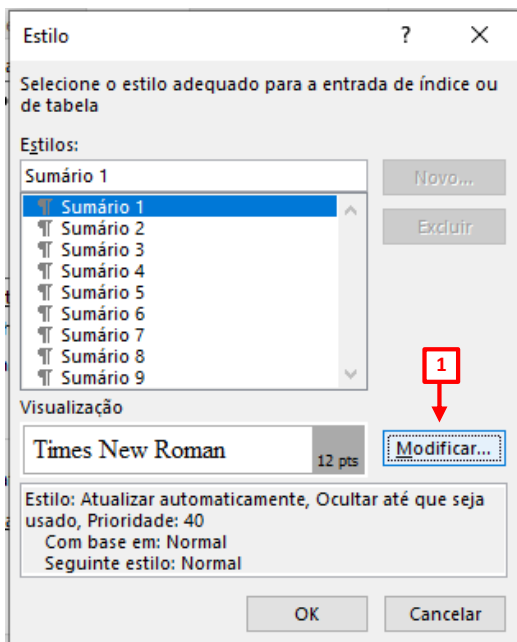 Estilo
? X
Selecione o estilo adequado para a entrada de índice ou
de tabela
Estilos:
Sumário 1
Novo...
Sumário 1
Sumário 2
Sumário 3
Sumário 4
Sumário 5
Sumário 6
Sumário 7
Sumário 8
Sumário 9
Excluir
1
Visualização
Times New Roman
12 pts
Modificar...
Estilo: Atualizar automaticamente, Ocultar até que seja
usado, Prioridade: 40
Com base em: Normal
Seguinte estilo: Normal
OK
Cancelar